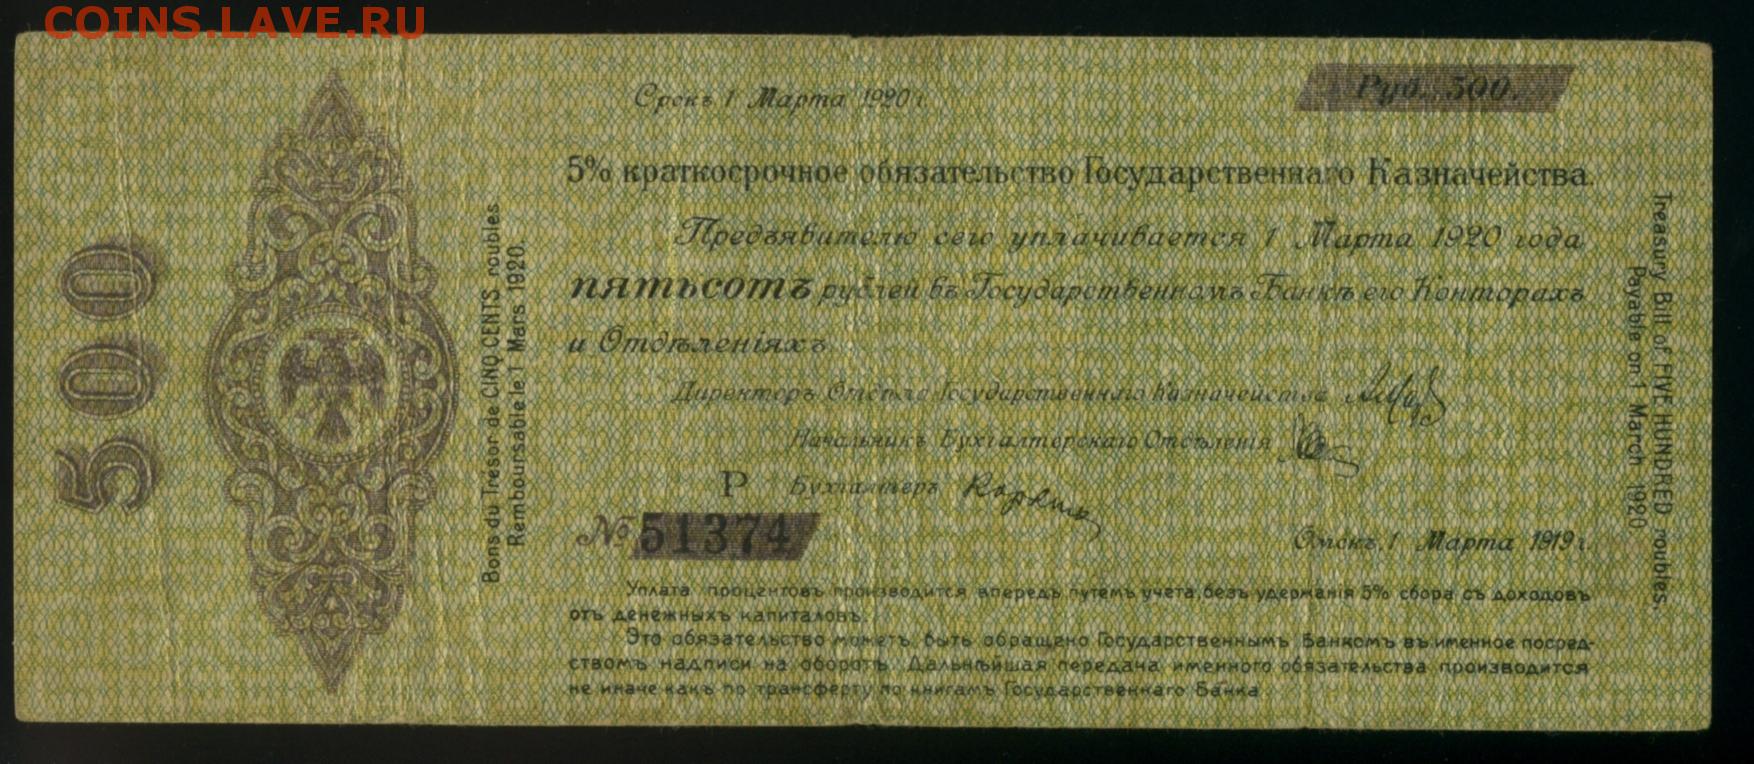 COINS.LAVE.RU
Срокъ 1 Марта 1920 г.
Руб. 500.
5% краткосрочное обязательство Государственнаго Казначейства.
Предъявителю сего уплачивается 1 Марта 1920 года
пятьсотъ рублей въ Государственномъ Банкѣ его Конторахъ
и Отдѣленіяхъ.
Директоръ Отдѣла Государственнаго Казначейства
Начальникъ Бухгалтерскаго Отдѣленія
Р Бухгалтеръ
№ 51374
Омскъ, 1 Марта 1919 г.
Уплата процентовъ производится впередъ путемъ учета, безъ удержанія 5% сбора съ доходовъ
отъ денежныхъ капиталовъ.
Это обязательство можетъ быть обращено Государственнымъ Банкомъ въ именное посред-
ствомъ надписи на оборотѣ. Дальнѣйшая передача именного обязательства производится
не иначе какъ по трансферту по книгамъ Государственнаго Банка.
500
Bons du Trésor de CINQ CENTS roubles
Remboursable le 1 Mars 1920.
Treasury Bill of FIVE HUNDRED roubles.
Payable on 1 March 1920.